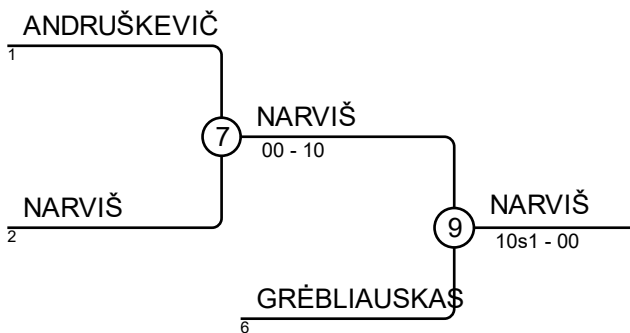 ANDRUŠKEVIČ
1
7
NARVIŠ
00 - 10
NARVIŠ
2
9
NARVIŠ
10s1 - 00
GRĖBLIAUSKAS
6